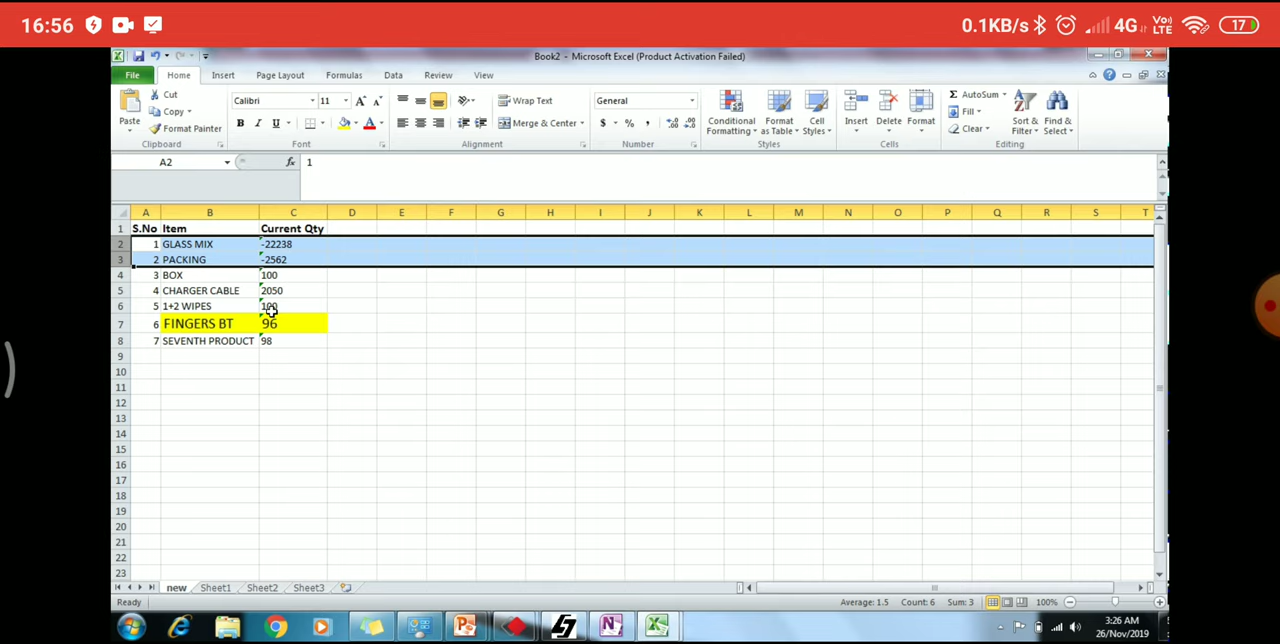 16:56 0.1KB/s 4G VoLTE 17
Book2 - Microsoft Excel (Product Activation Failed)
File Home Insert Page Layout Formulas Data Review View
Cut Calibri 11 Wrap Text General AutoSum
Copy Fill
Paste Format Painter B I U Merge & Center $ % , Conditional Formatting Format as Table Cell Styles Insert Delete Format Clear Sort & Filter Find & Select
Clipboard Font Alignment Number Styles Cells Editing
A2 fx 1
A B C D E F G H I J K L M N O P Q R S T
1 S.No Item Current Qty
2 1 GLASS MIX -22238
3 2 PACKING -2562
4 3 BOX 100
5 4 CHARGER CABLE 2050
6 5 1+2 WIPES 100
7 6 FINGERS BT 96
8 7 SEVENTH PRODUCT 98
9
10
11
12
13
14
15
16
17
18
19
20
21
22
23
new Sheet1 Sheet2 Sheet3
Ready Average: 1.5 Count: 6 Sum: 3 100%
3:26 AM
26/Nov/2019